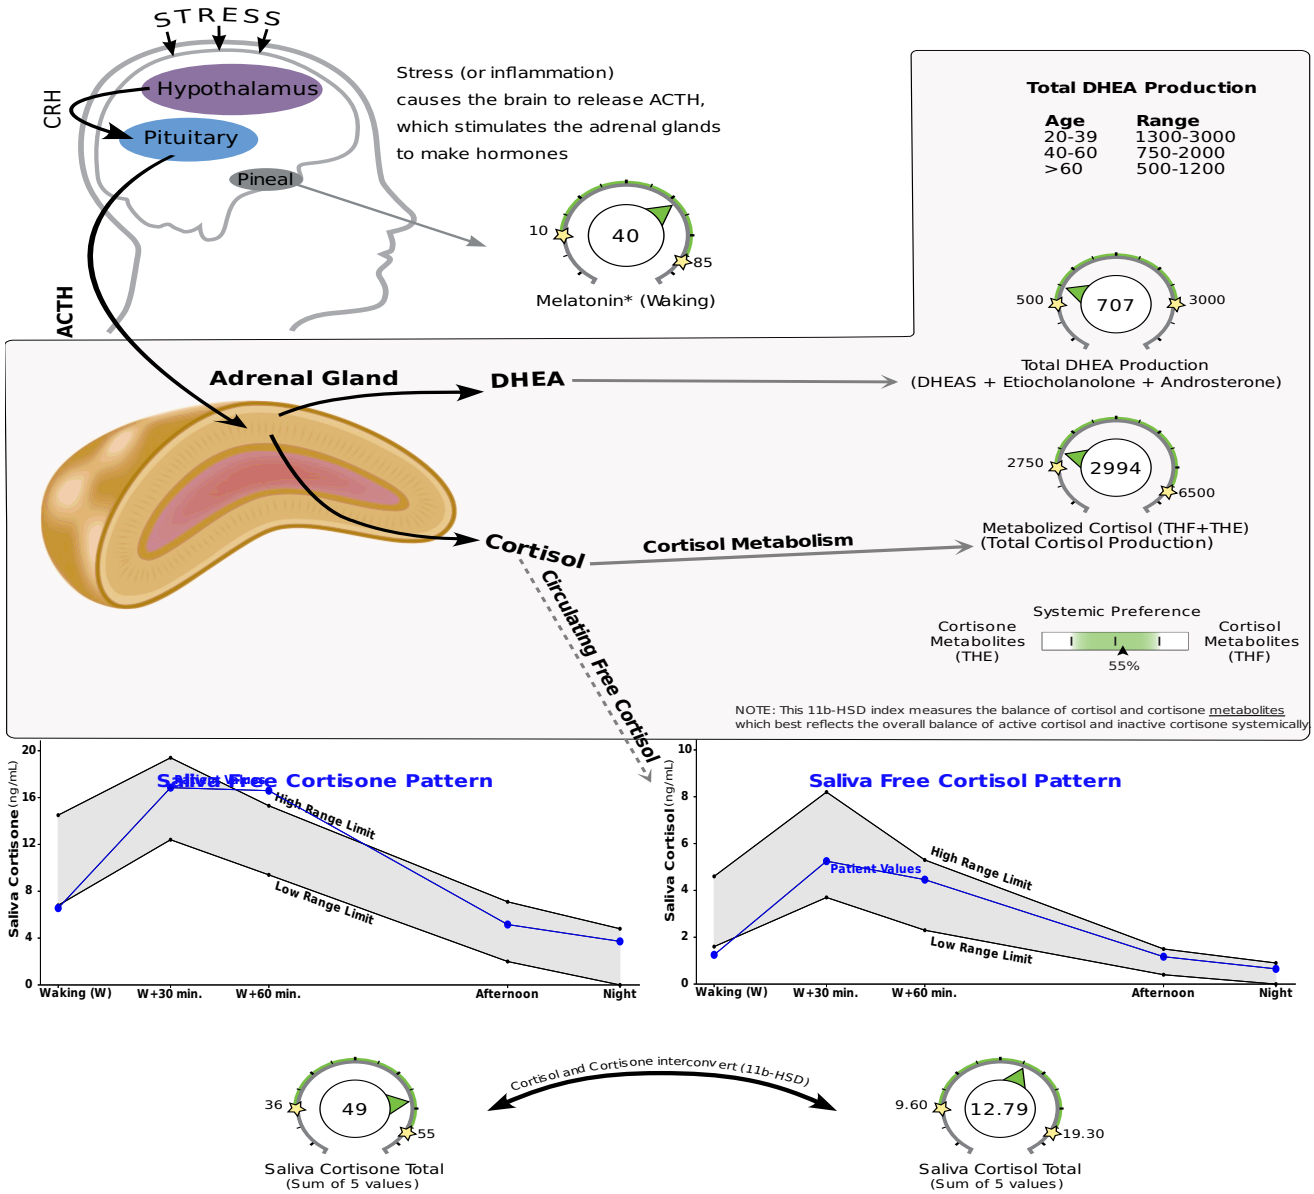 STRESS
Hypothalamus
CRH
Pituitary
Pineal
ACTH
Stress (or inflammation)
causes the brain to release ACTH,
which stimulates the adrenal glands
to make hormones
10
40
85
Melatonin* (Waking)
Total DHEA Production
Age Range
20-39 1300-3000
40-60 750-2000
>60 500-1200
500
707
3000
Total DHEA Production
(DHEAS + Etiocholanolone + Androsterone)
Adrenal Gland
DHEA
2750
2994
6500
Metabolized Cortisol (THF+THE)
(Total Cortisol Production)
Cortisol
Cortisol Metabolism
Circulating Free Cortisol
Systemic Preference
Cortisone
Metabolites
(THE)
Cortisol
Metabolites
(THF)
55%
NOTE: This 11b-HSD index measures the balance of cortisol and cortisone metabolites
which best reflects the overall balance of active cortisol and inactive cortisone systemically.
Saliva Free Cortisone Pattern
Saliva Cortisone (ng/mL)
20
16
12
8
4
0
Patient Values
High Range Limit
Low Range Limit
Waking (W) W+30 min. W+60 min. Afternoon Night
Saliva Free Cortisol Pattern
Saliva Cortisol (ng/mL)
10
8
6
4
2
0
Patient Values
High Range Limit
Low Range Limit
Waking (W) W+30 min. W+60 min. Afternoon Night
36
49
55
Saliva Cortisone Total
(Sum of 5 values)
Cortisol and Cortisone interconvert (11b-HSD)
9.60
12.79
19.30
Saliva Cortisol Total
(Sum of 5 values)